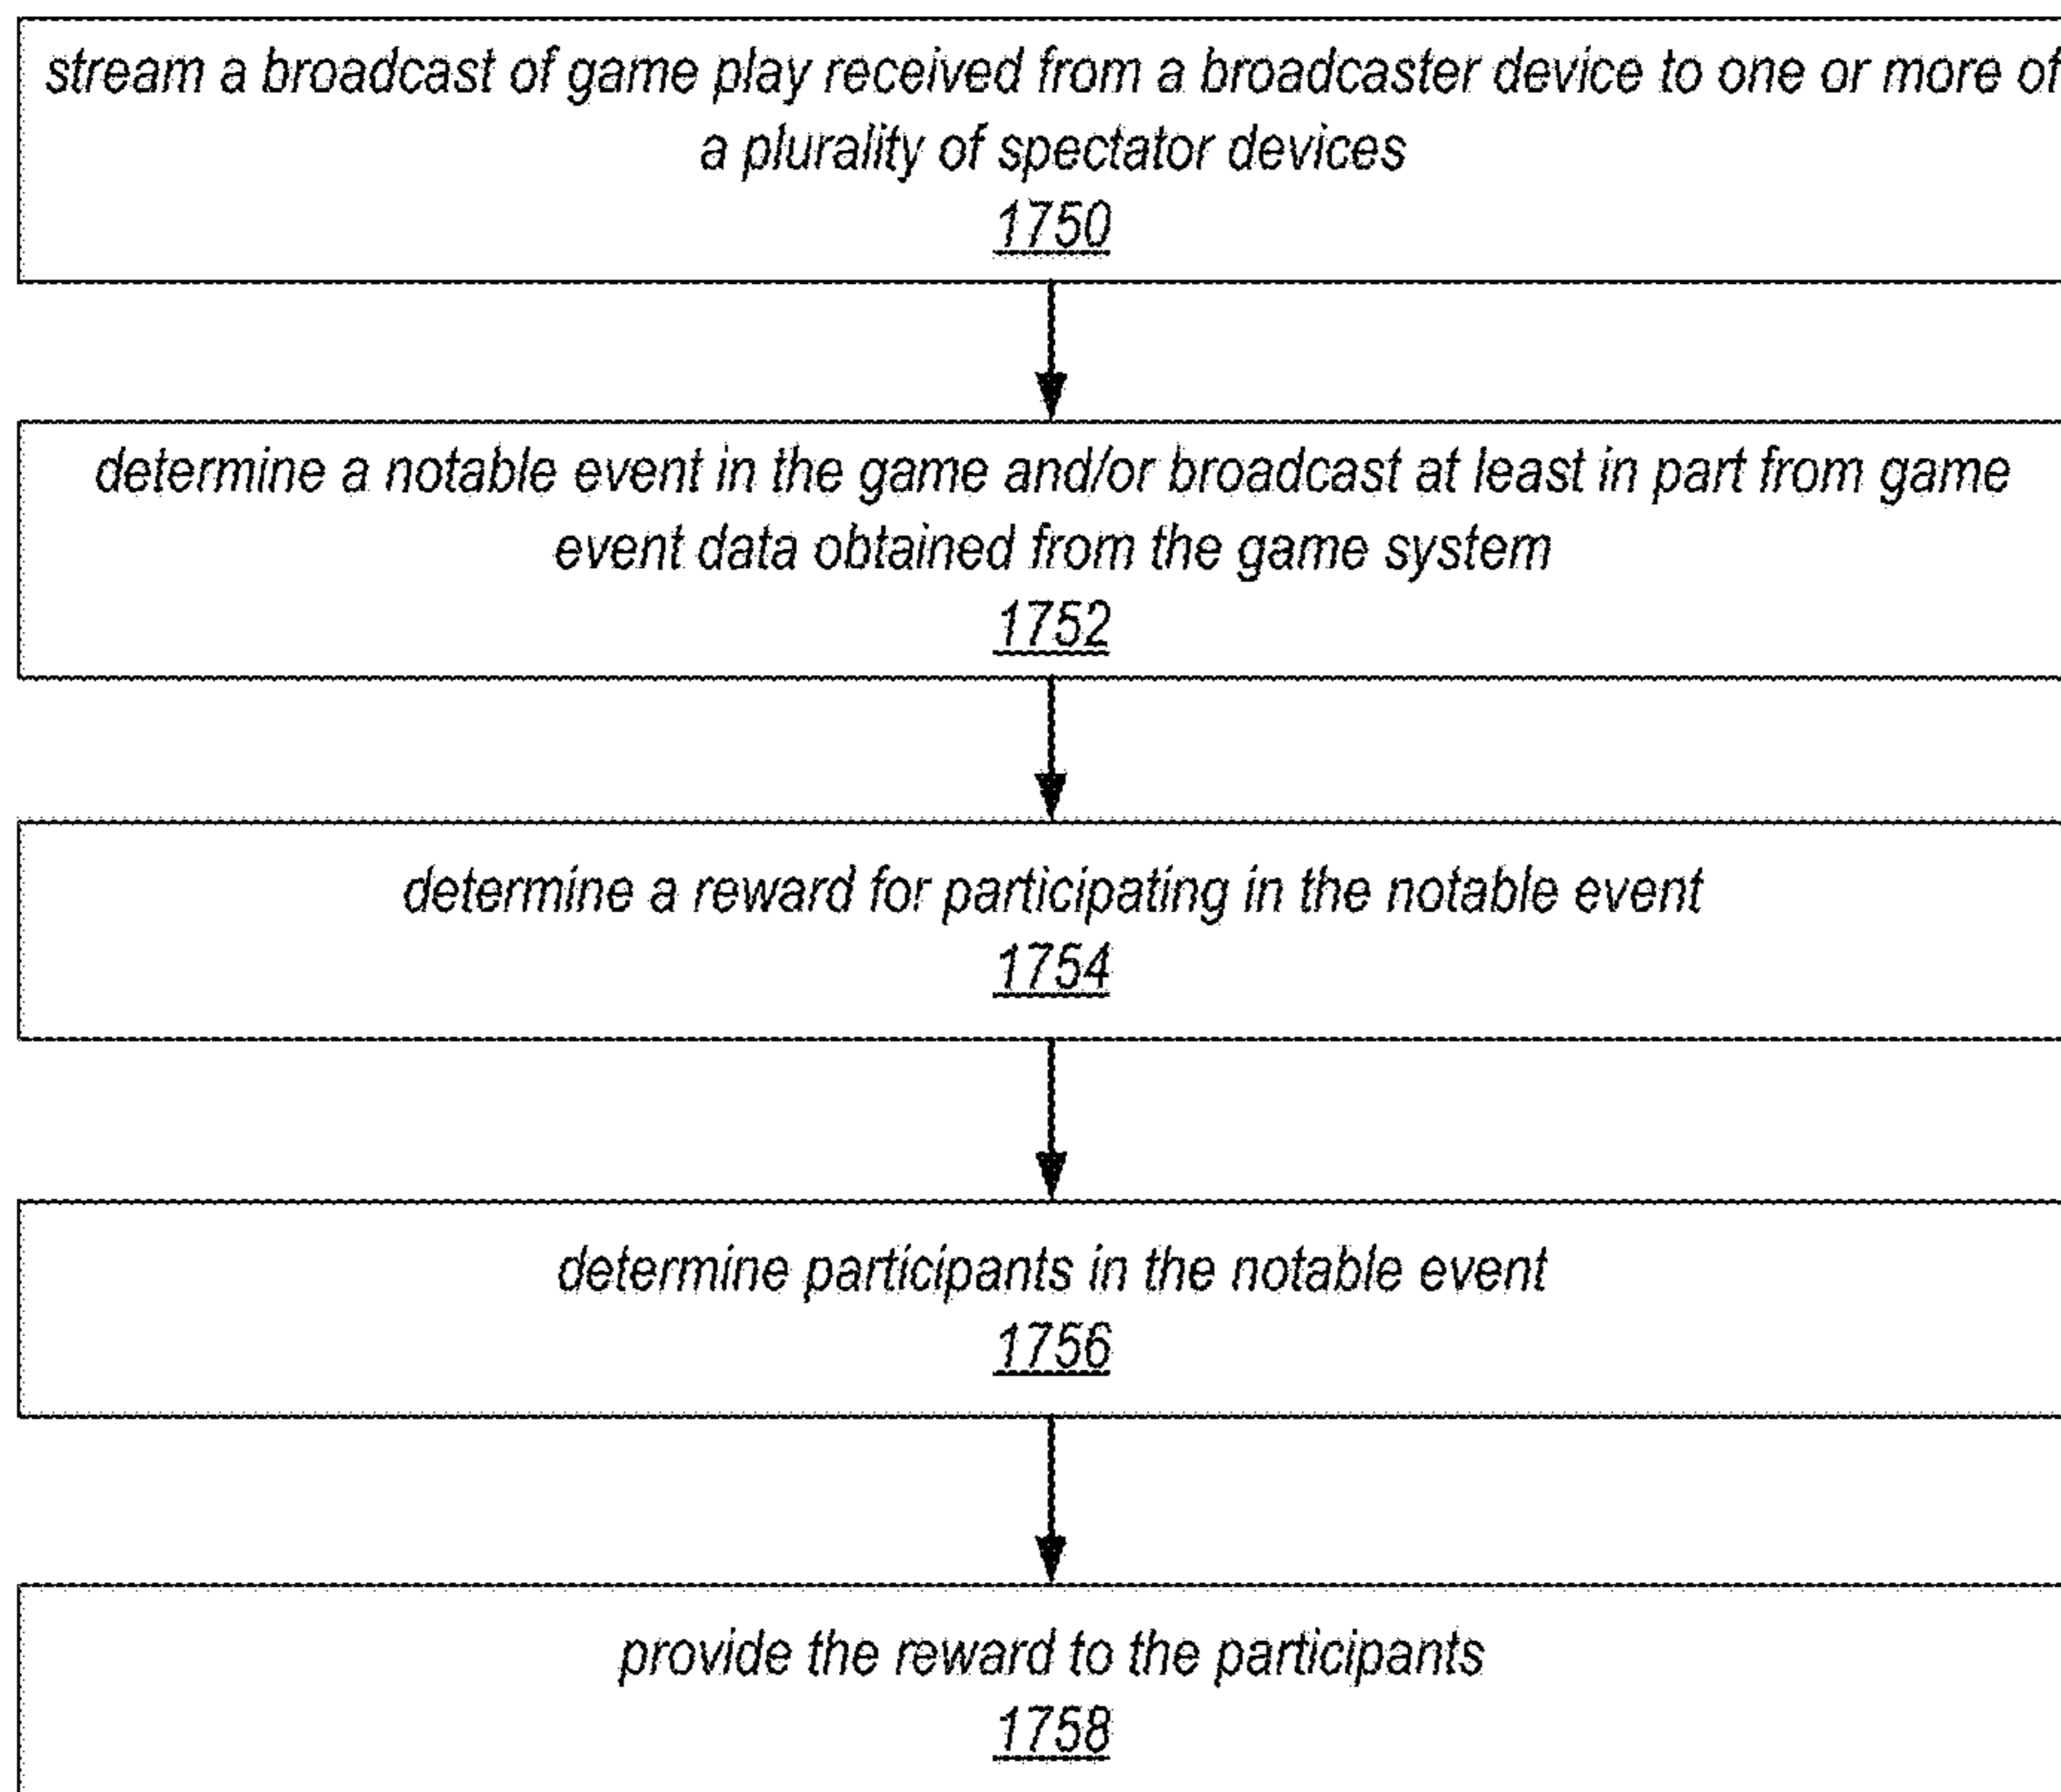 stream a broadcast of game play received from a broadcaster device to one or more of
a plurality of spectator devices
1750
determine a notable event in the game and/or broadcast at least in part from game
event data obtained from the game system
1752
determine a reward for participating in the notable event
1754
determine participants in the notable event
1756
provide the reward to the participants
1758